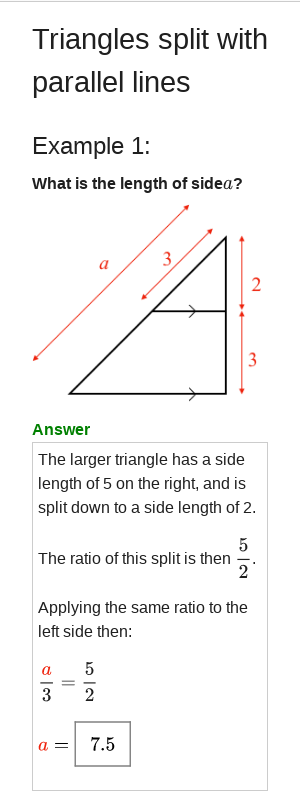 Triangles split with
parallel lines
Example 1:
What is the length of sidea?
a
3
2
3
Answer
The larger triangle has a side
length of 5 on the right, and is
split down to a side length of 2.
The ratio of this split is then 5/2.
Applying the same ratio to the
left side then:
a/3 = 5/2
a = 7.5